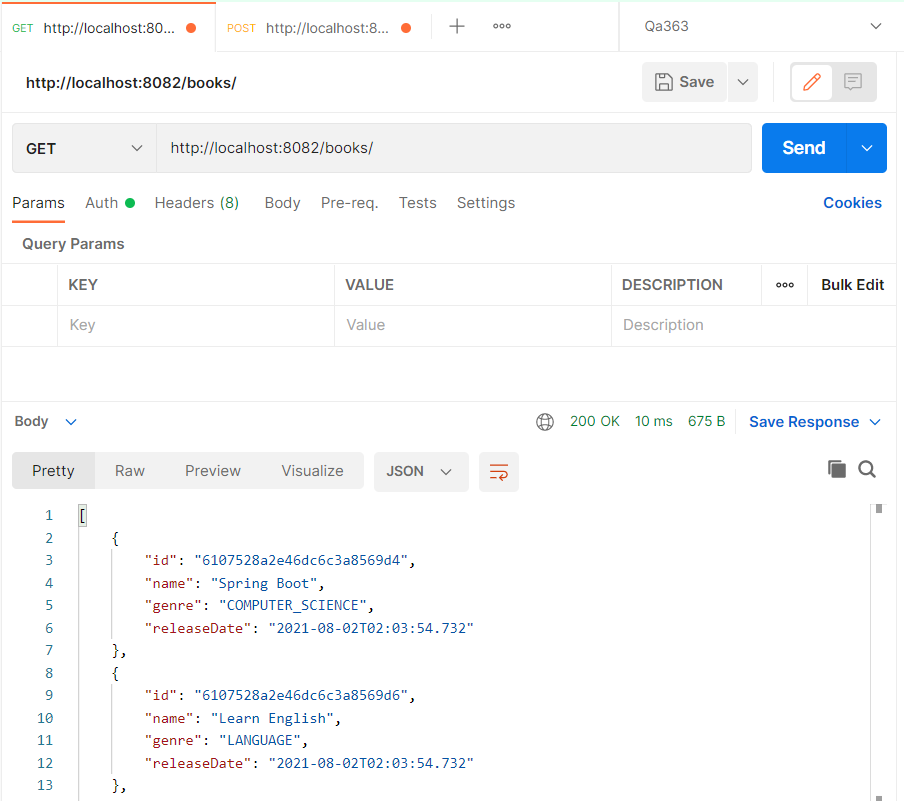 GET http://localhost:80... POST http://localhost:8... Qa363
http://localhost:8082/books/ Save
GET http://localhost:8082/books/ Send
Params Auth Headers (8) Body Pre-req. Tests Settings Cookies
Query Params
KEY VALUE DESCRIPTION Bulk Edit
Key Value Description
Body 200 OK 10 ms 675 B Save Response
Pretty Raw Preview Visualize JSON
1 [
2 {
3 "id": "6107528a2e46dc6c3a8569d4",
4 "name": "Spring Boot",
5 "genre": "COMPUTER_SCIENCE",
6 "releaseDate": "2021-08-02T02:03:54.732"
7 },
8 {
9 "id": "6107528a2e46dc6c3a8569d6",
10 "name": "Learn English",
11 "genre": "LANGUAGE",
12 "releaseDate": "2021-08-02T02:03:54.732"
13 },